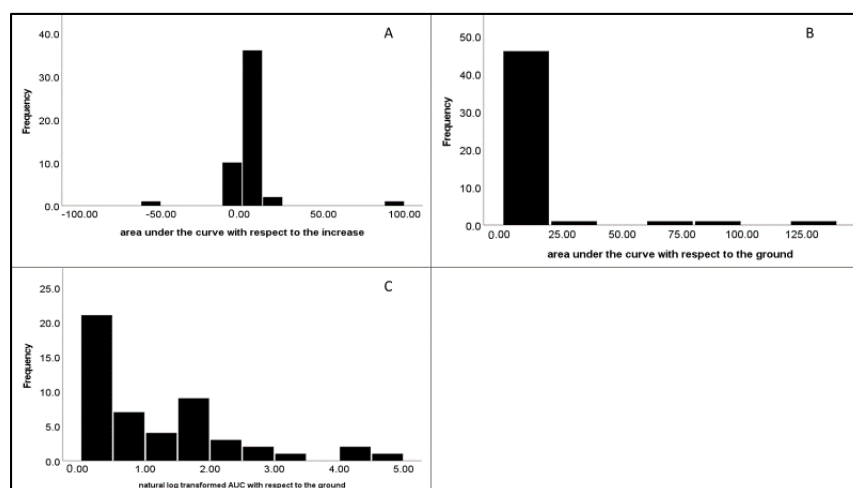 A
40.0
30.0
20.0
10.0
0.0
Frequency
-100.00 -50.00 0.00 50.00 100.00
area under the curve with respect to the increase
B
50.0
40.0
30.0
20.0
10.0
0.0
Frequency
0.00 25.00 50.00 75.00 100.00 125.00
area under the curve with respect to the ground
C
25.0
20.0
15.0
10.0
5.0
0.0
Frequency
0.00 1.00 2.00 3.00 4.00 5.00
natural log transformed AUC with respect to the ground